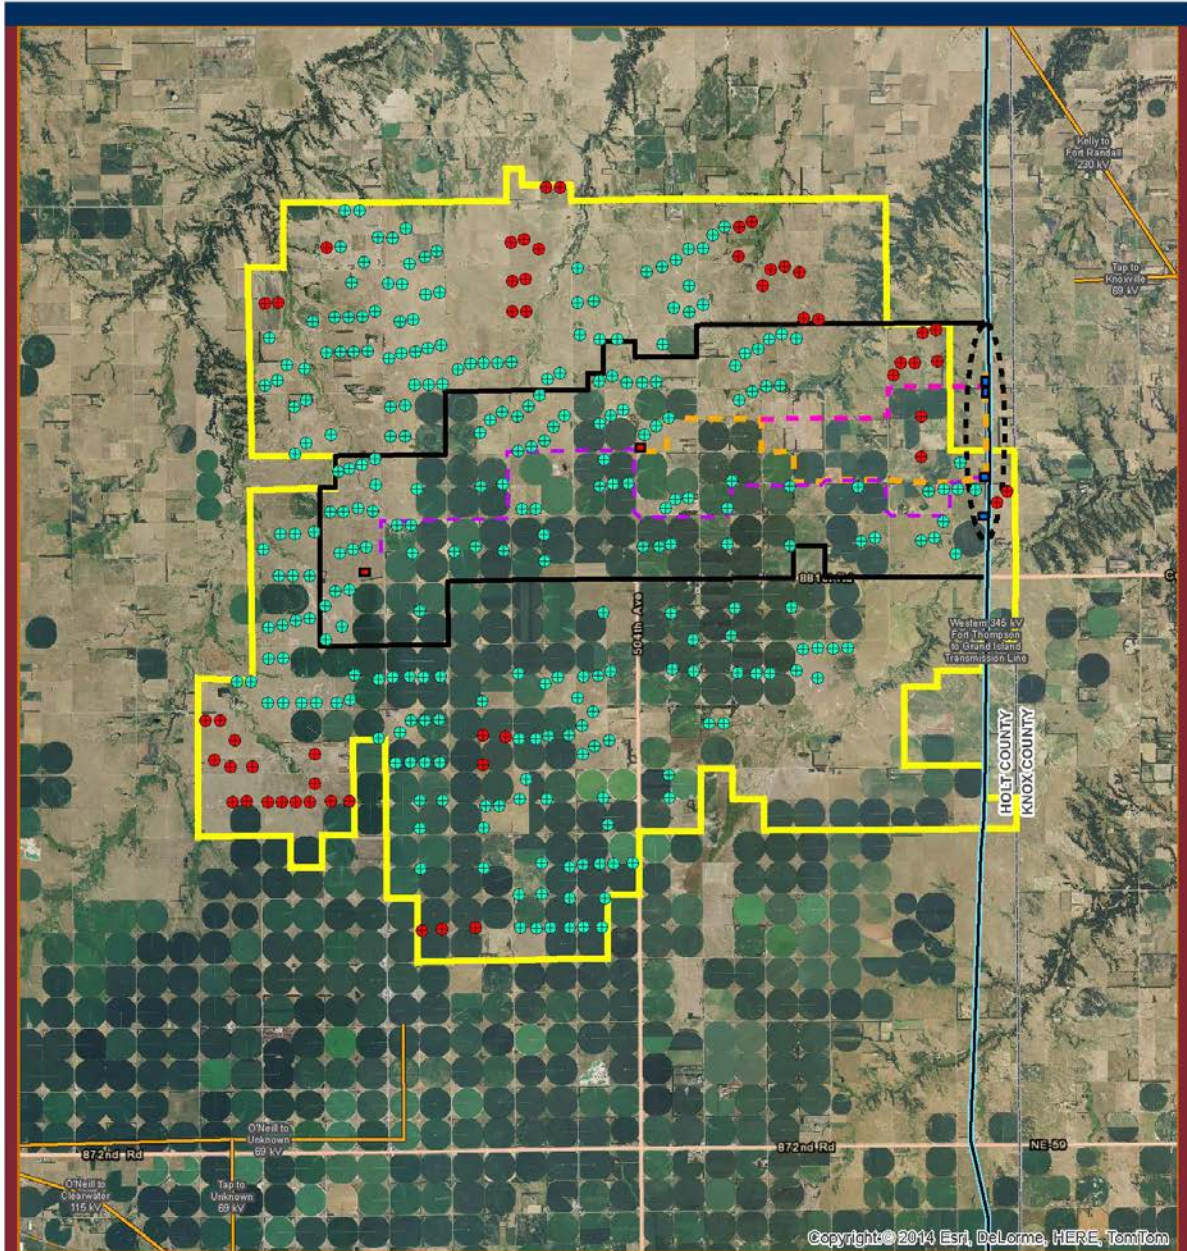 Kelly to
Fort Randall
230 kV
Tap to
Knoxville
69 kV
881st Rd
504th Ave
Western 345 kV
Fort Thompson
to Grand Island
Transmission Line
HOLT COUNTY
KNOX COUNTY
O'Neill to
Unknown
69 kV
872nd Rd
872nd Rd
NE-59
O'Neill to
Clearwater
115 kV
Tap to
Unknown
69 kV
Copyright:© 2014 Esri, DeLorme, HERE, TomTom